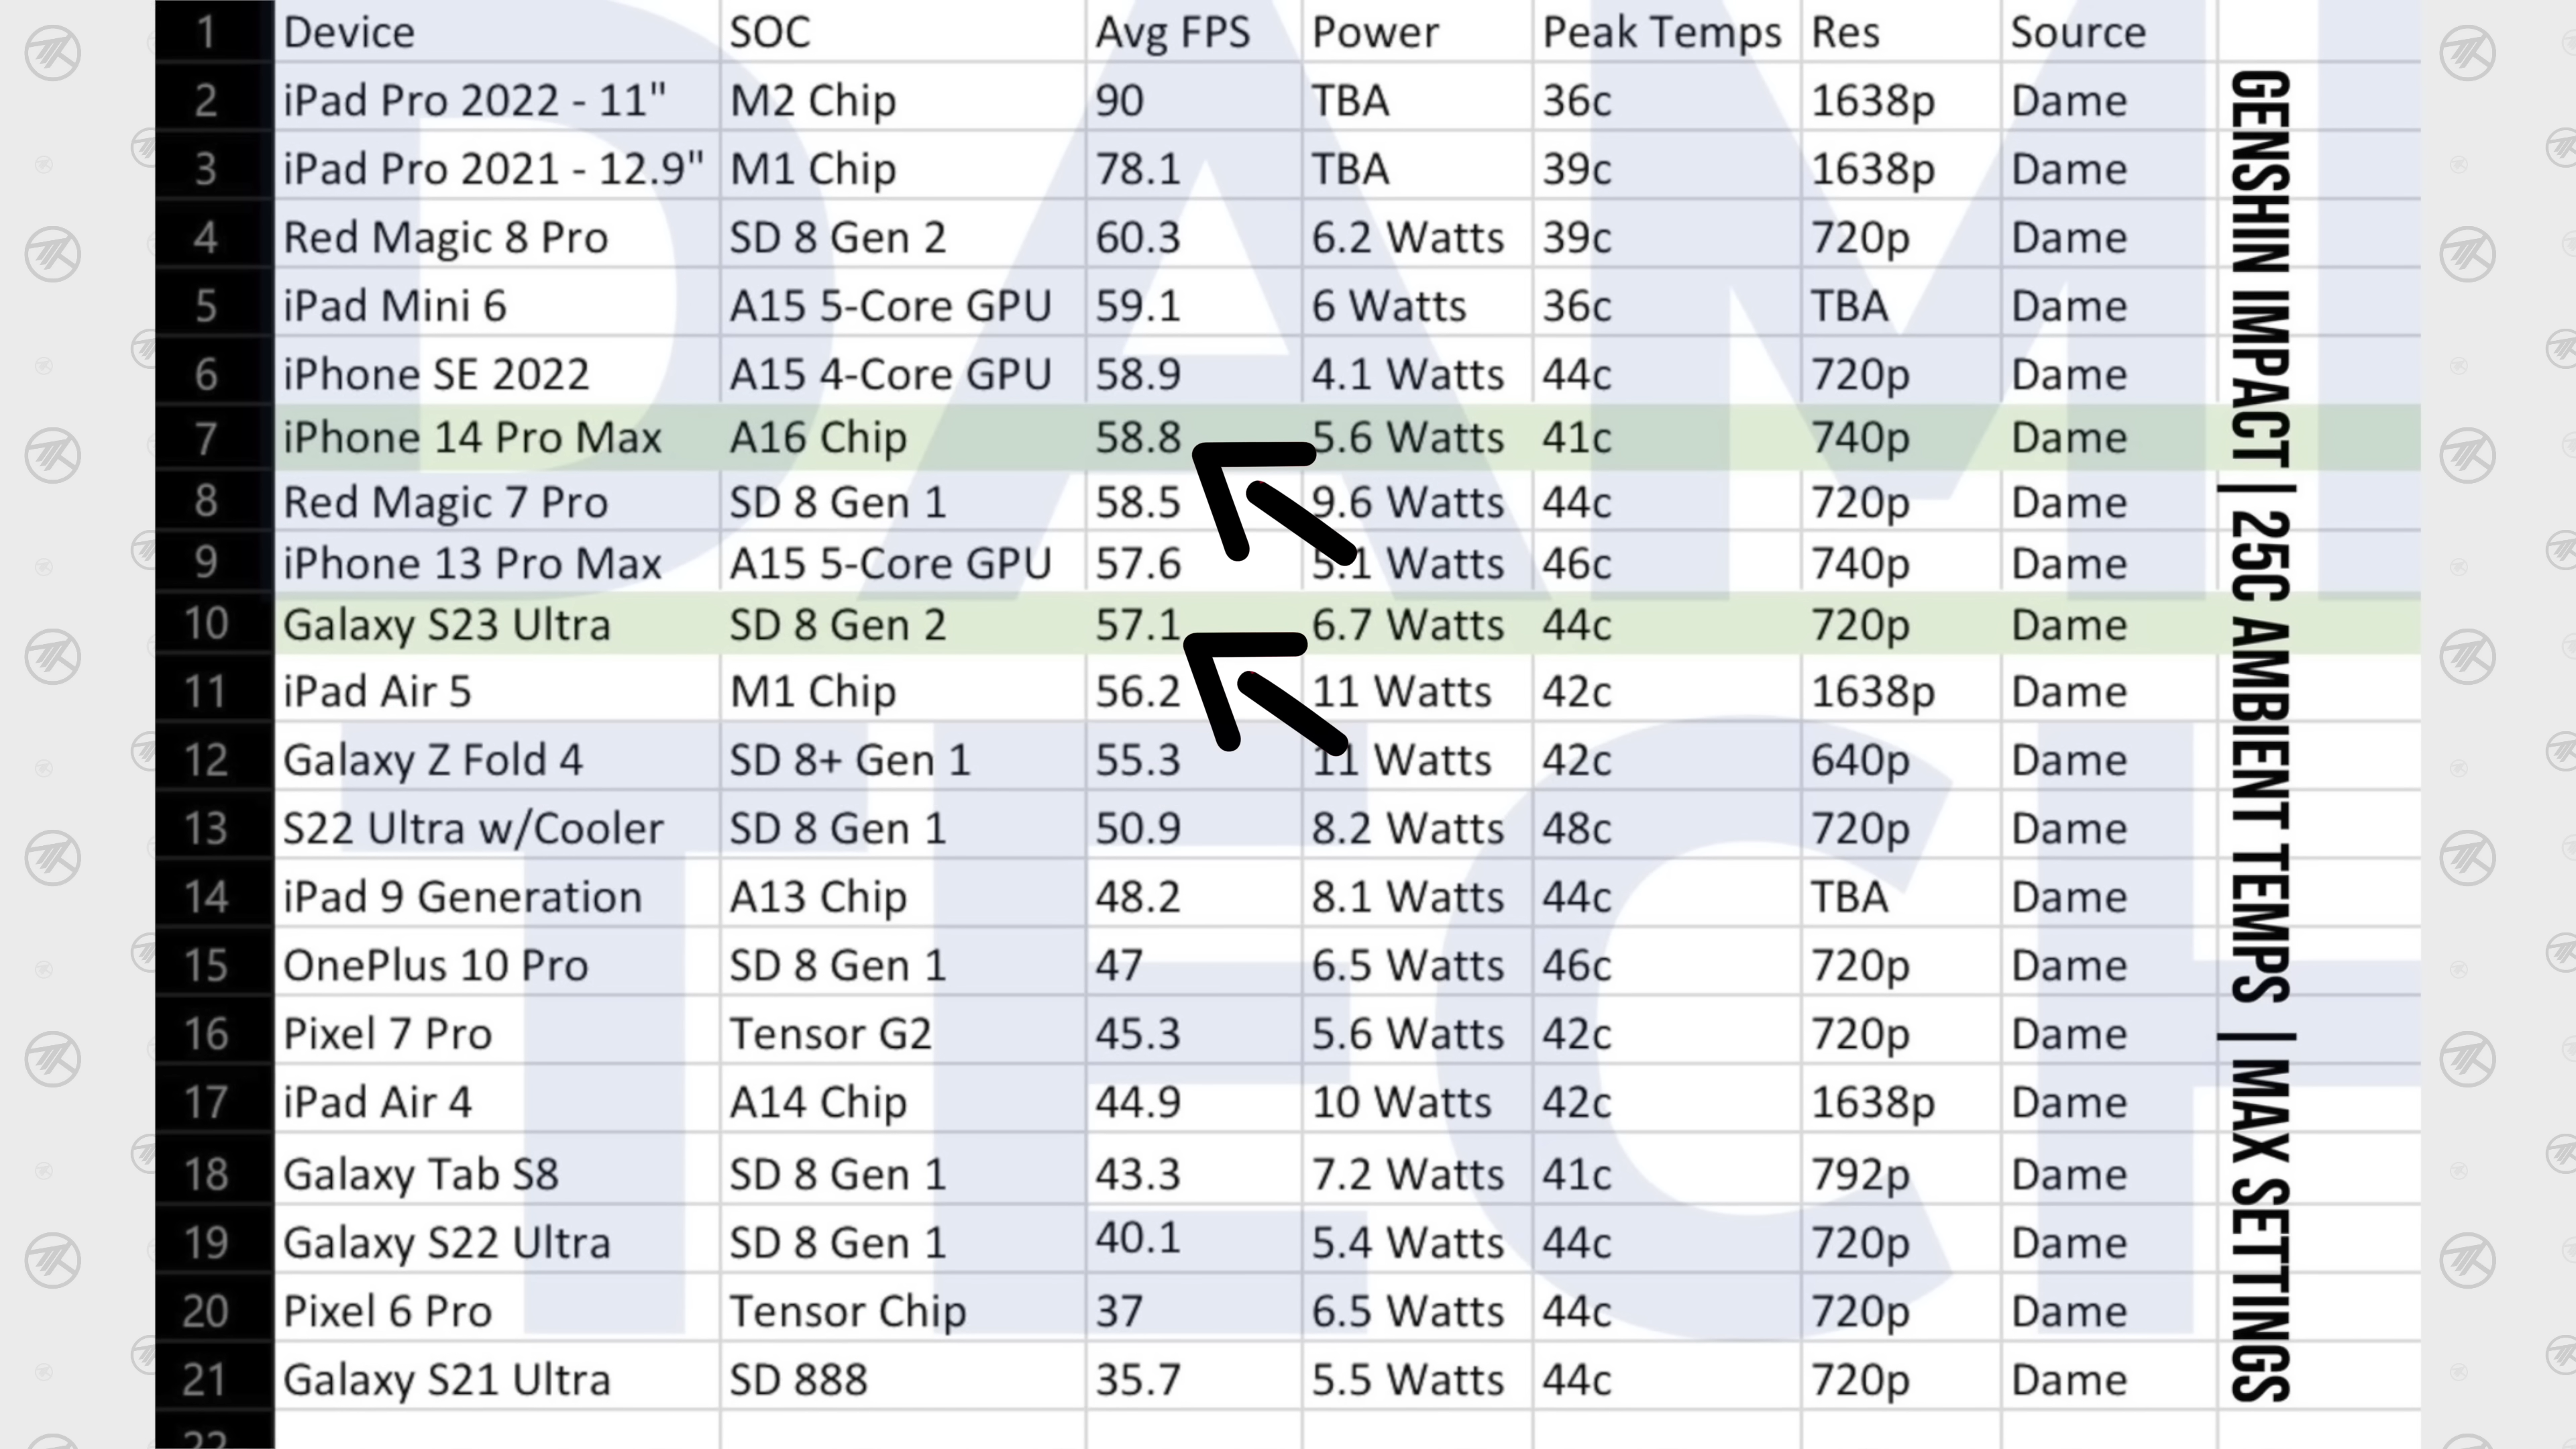 1 Device SOC Avg FPS Power Peak Temps Res Source
2 iPad Pro 2022 - 11" M2 Chip 90 TBA 36c 1638p Dame
3 iPad Pro 2021 - 12.9" M1 Chip 78.1 TBA 39c 1638p Dame
4 Red Magic 8 Pro SD 8 Gen 2 60.3 6.2 Watts 39c 720p Dame
5 iPad Mini 6 A15 5-Core GPU 59.1 6 Watts 36c TBA Dame
6 iPhone SE 2022 A15 4-Core GPU 58.9 4.1 Watts 44c 720p Dame
7 iPhone 14 Pro Max A16 Chip 58.8 5.6 Watts 41c 740p Dame
8 Red Magic 7 Pro SD 8 Gen 1 58.5 9.6 Watts 44c 720p Dame
9 iPhone 13 Pro Max A15 5-Core GPU 57.6 5.1 Watts 46c 740p Dame
10 Galaxy S23 Ultra SD 8 Gen 2 57.1 6.7 Watts 44c 720p Dame
11 iPad Air 5 M1 Chip 56.2 11 Watts 42c 1638p Dame
12 Galaxy Z Fold 4 SD 8+ Gen 1 55.3 11 Watts 42c 640p Dame
13 S22 Ultra w/Cooler SD 8 Gen 1 50.9 8.2 Watts 48c 720p Dame
14 iPad 9 Generation A13 Chip 48.2 8.1 Watts 44c TBA Dame
15 OnePlus 10 Pro SD 8 Gen 1 47 6.5 Watts 46c 720p Dame
16 Pixel 7 Pro Tensor G2 45.3 5.6 Watts 42c 720p Dame
17 iPad Air 4 A14 Chip 44.9 10 Watts 42c 1638p Dame
18 Galaxy Tab S8 SD 8 Gen 1 43.3 7.2 Watts 41c 792p Dame
19 Galaxy S22 Ultra SD 8 Gen 1 40.1 5.4 Watts 44c 720p Dame
20 Pixel 6 Pro Tensor Chip 37 6.5 Watts 44c 720p Dame
21 Galaxy S21 Ultra SD 888 35.7 5.5 Watts 44c 720p Dame
22
GENSHIN IMPACT | 25C AMBIENT TEMPS | MAX SETTINGS
DAME
TECH